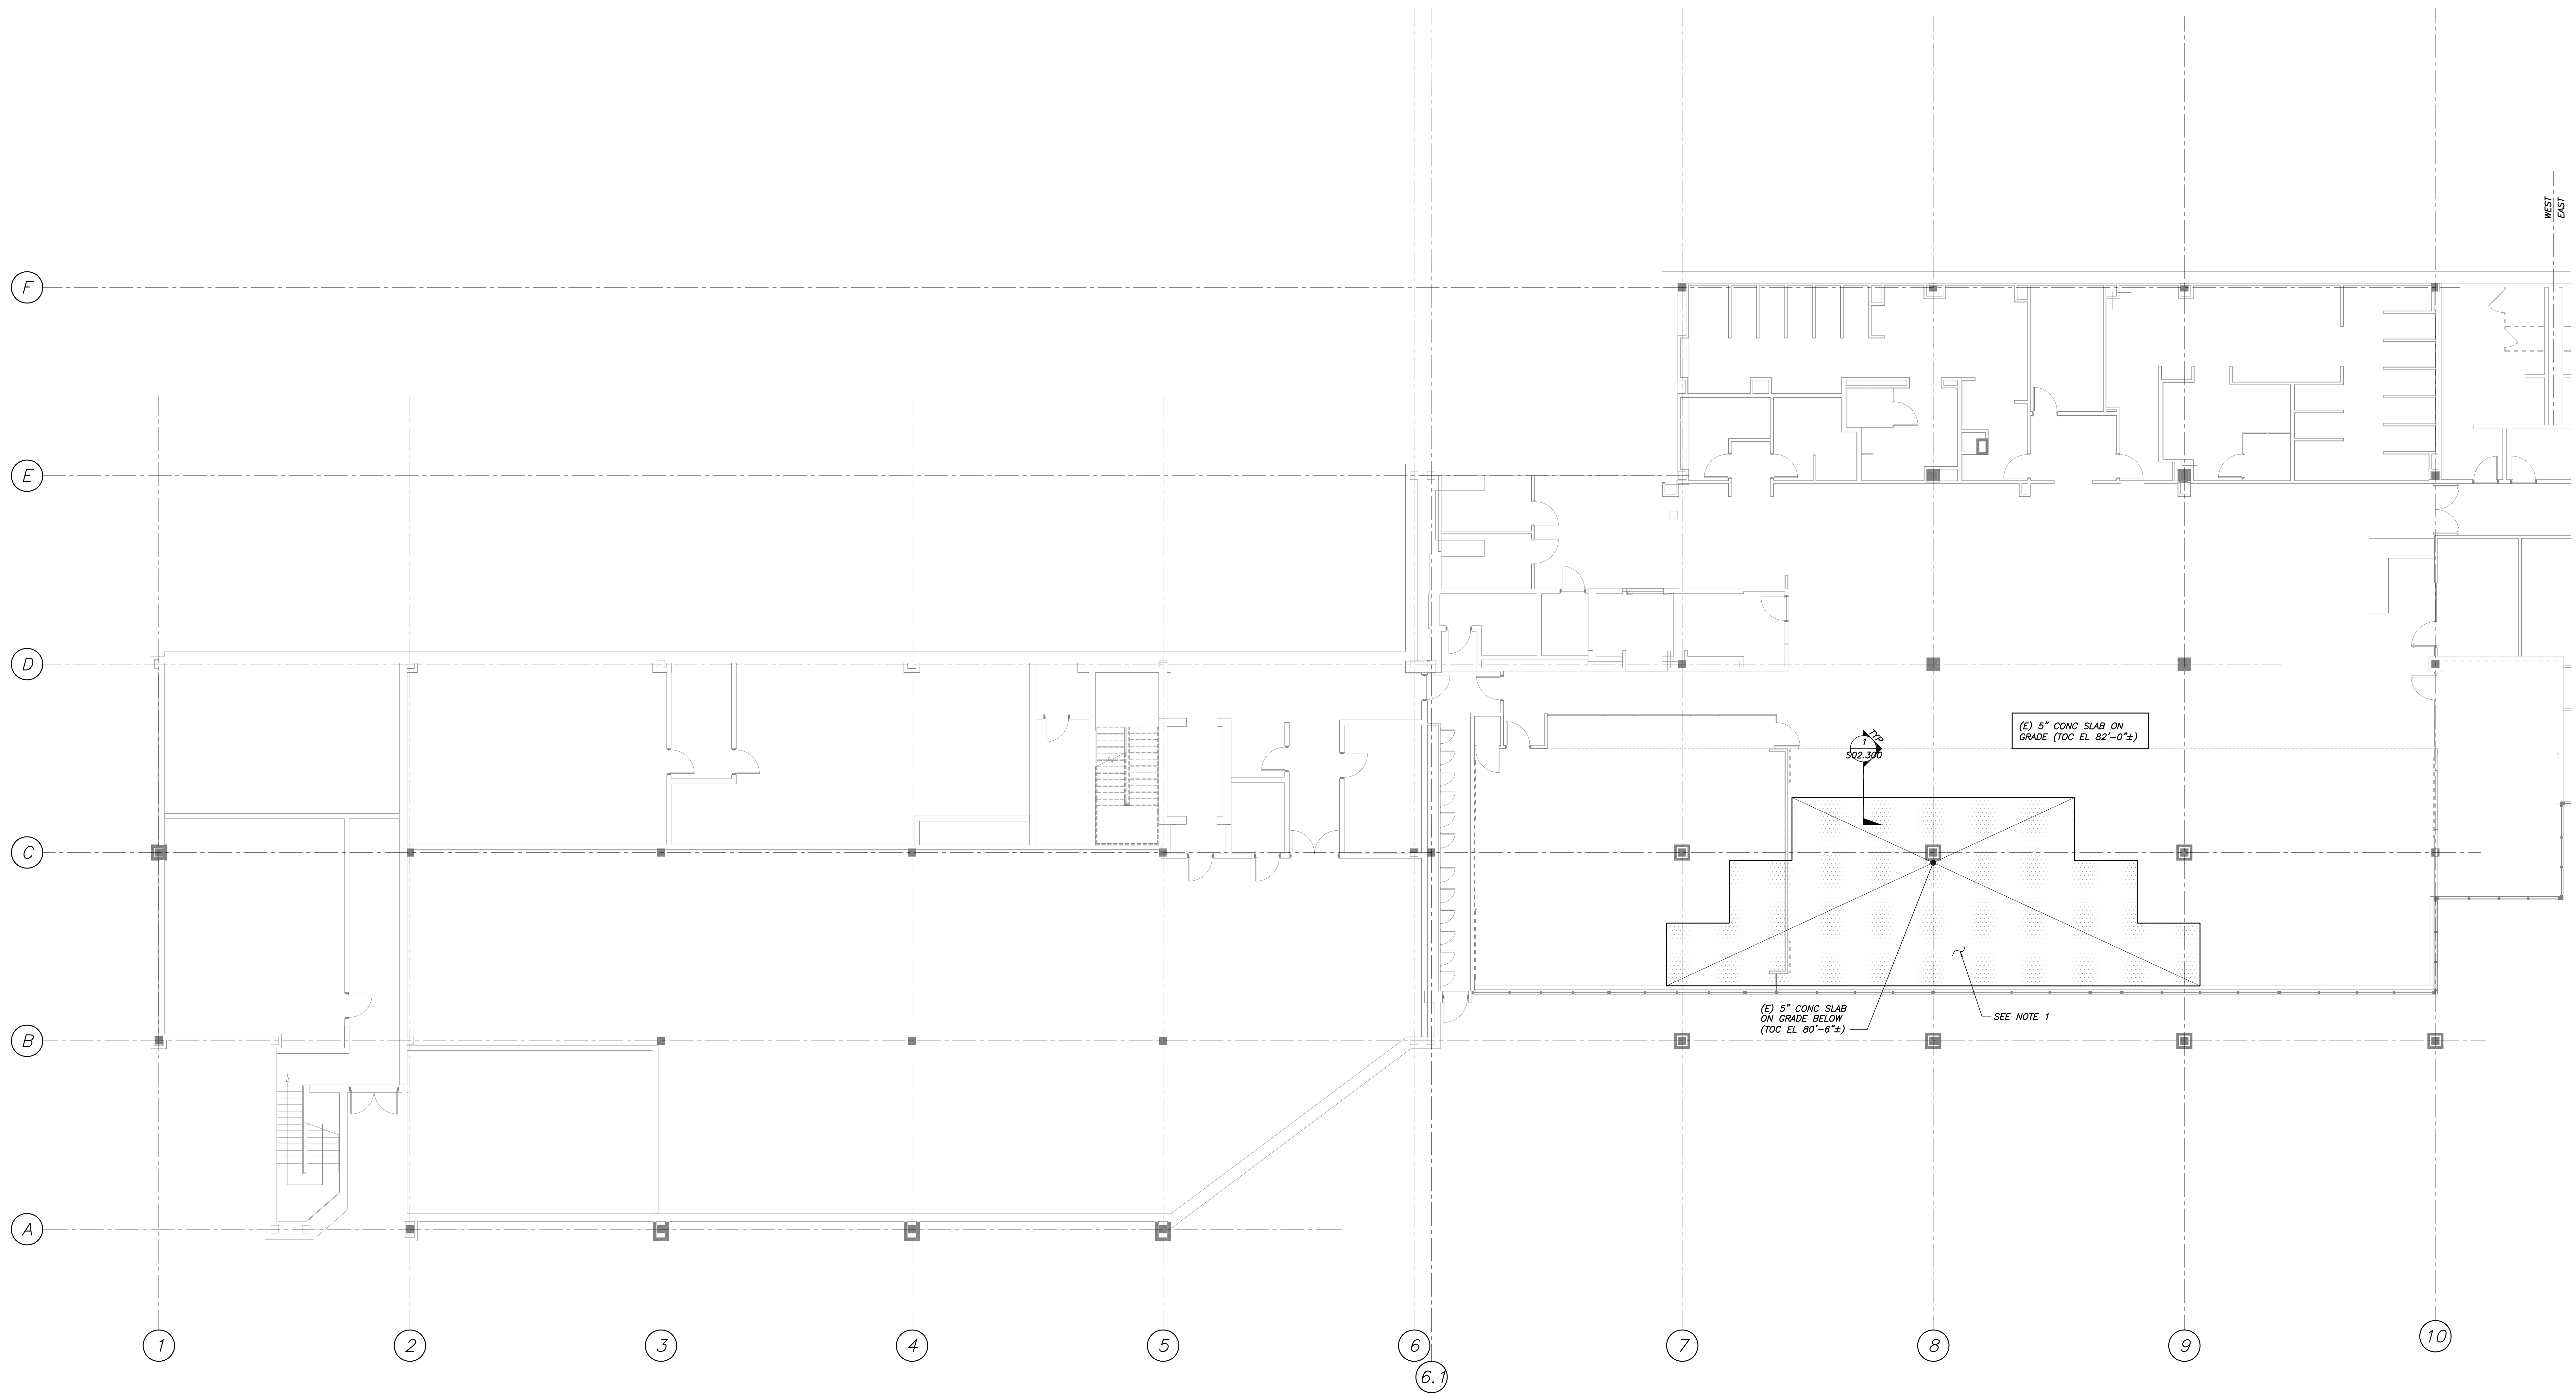 WEST
EAST
F
E
D
C
B
A
(E) 5" CONC SLAB ON
GRADE (TOC EL 82'-0"±)
TYP
1
S02.300
(E) 5" CONC SLAB
ON GRADE BELOW
(TOC EL 80'-6"±)
SEE NOTE 1
1
2
3
4
5
6
6.1
7
8
9
10